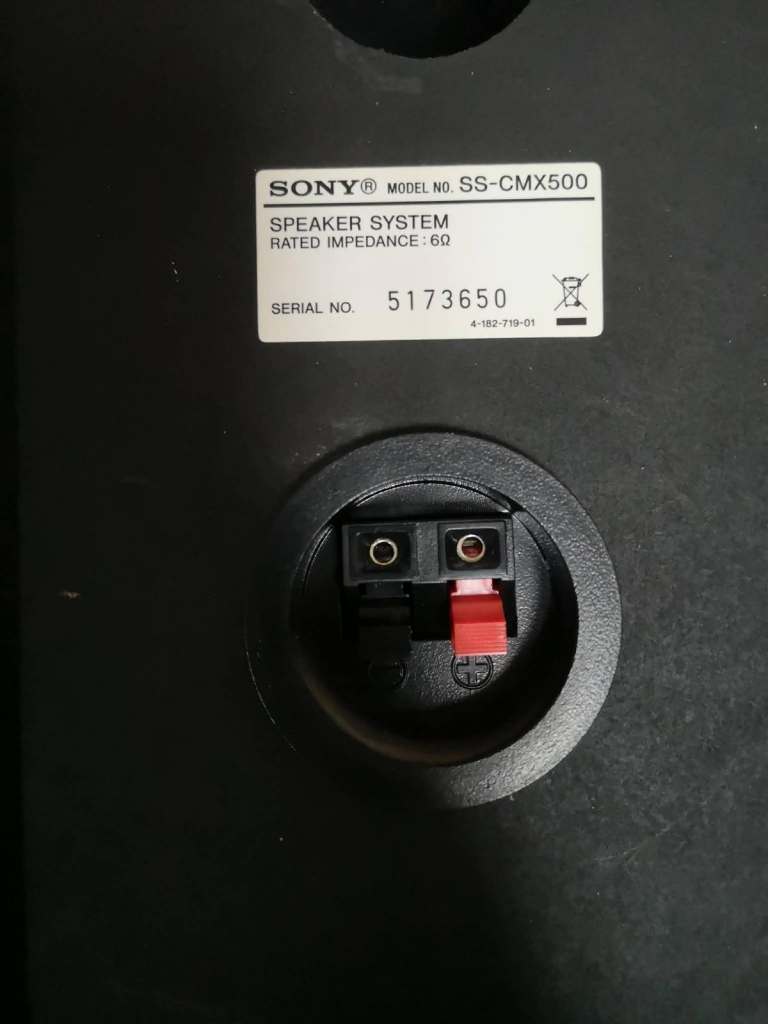 SONY® MODEL NO. SS-CMX500
SPEAKER SYSTEM
RATED IMPEDANCE : 6Ω
SERIAL NO. 5173650
4-182-719-01